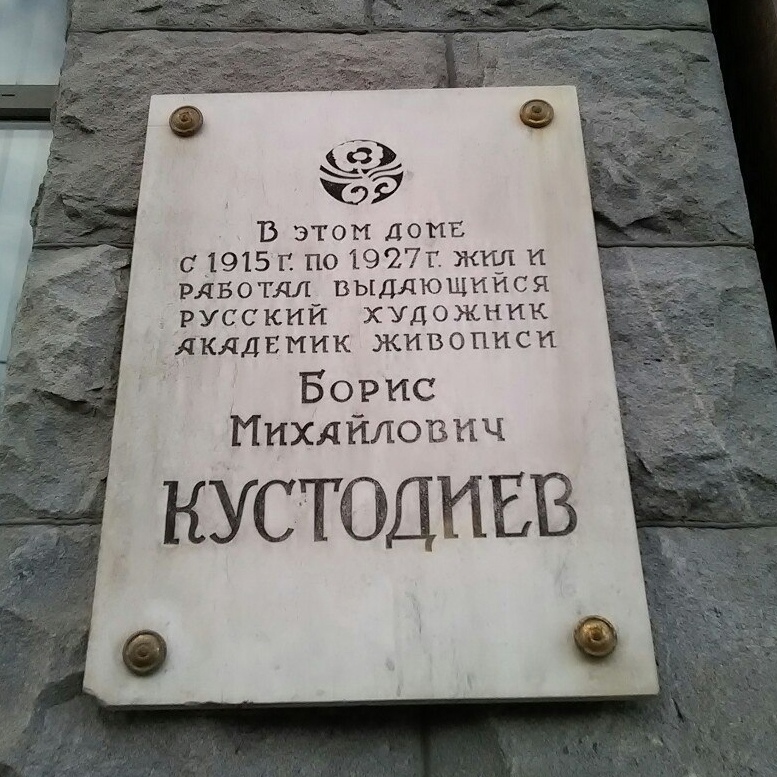 В этом доме
с 1915 г. по 1927 г. жил и
работал выдающийся
русский художник
академик живописи
Борис
Михайлович
КУСТОДИЕВ